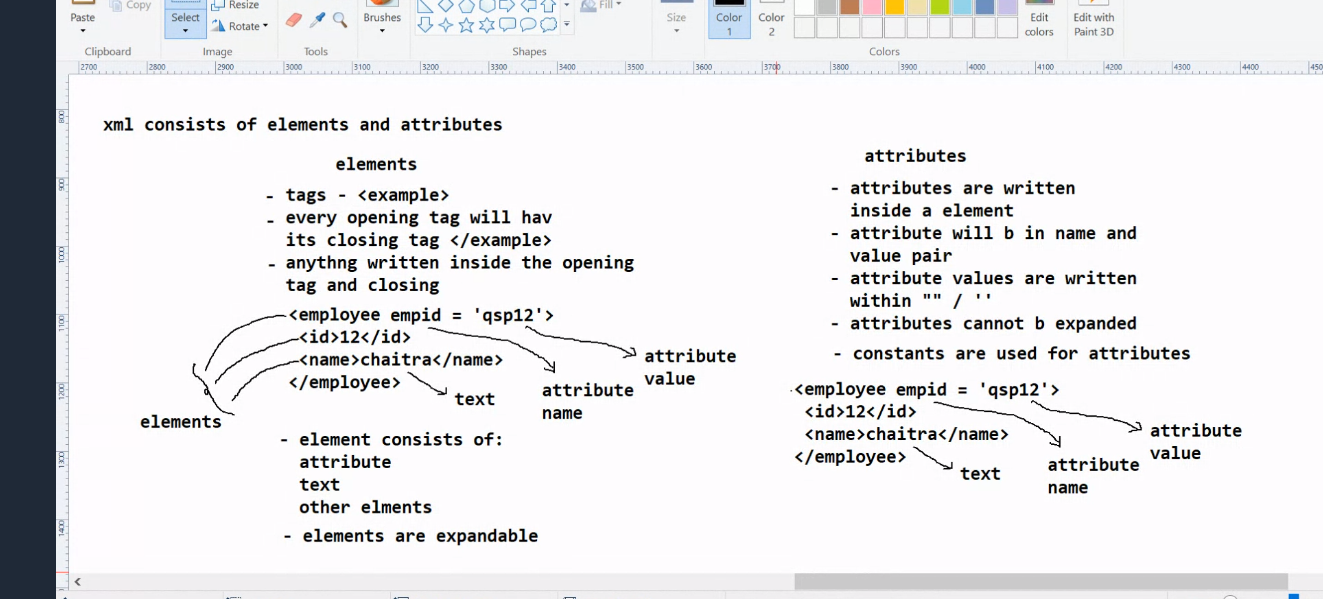 Paste
Copy
Select
Resize
Rotate
Brushes
Fill
Size
Color
1
Color
2
Edit
colors
Edit with
Paint 3D
Clipboard
Image
Tools
Shapes
Colors
2700 2800 2900 3000 3100 3200 3300 3400 3500 3600 3700 3800 3900 4000 4100 4200 4300 4400 450
800
900
1000
1100
1200
1300
1400
xml consists of elements and attributes
elements
- tags - <example>
- every opening tag will hav
its closing tag </example>
- anythng written inside the opening
tag and closing
<employee empid = 'qsp12'>
<id>12</id>
<name>chaitra</name>
</employee>
attribute
value
attribute
name
text
elements
- element consists of:
attribute
text
other elments
- elements are expandable
attributes
- attributes are written
inside a element
- attribute will b in name and
value pair
- attribute values are written
within "" / ''
- attributes cannot b expanded
- constants are used for attributes
<employee empid = 'qsp12'>
<id>12</id>
<name>chaitra</name>
</employee>
attribute
value
attribute
name
text